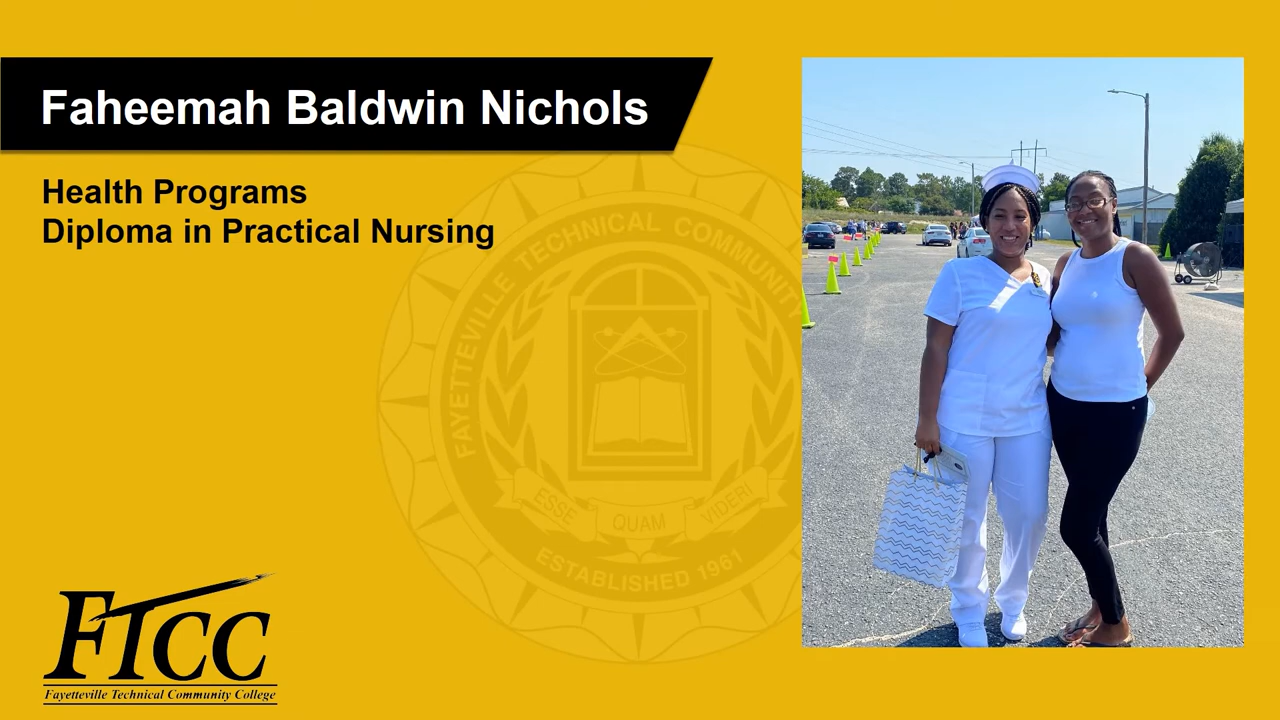 Faheemah Baldwin Nichols
Health Programs
Diploma in Practical Nursing
FAYETTEVILLE TECHNICAL COMMUNITY
ESSE QUAM VIDERI
ESTABLISHED 1961
FTCC
Fayetteville Technical Community College